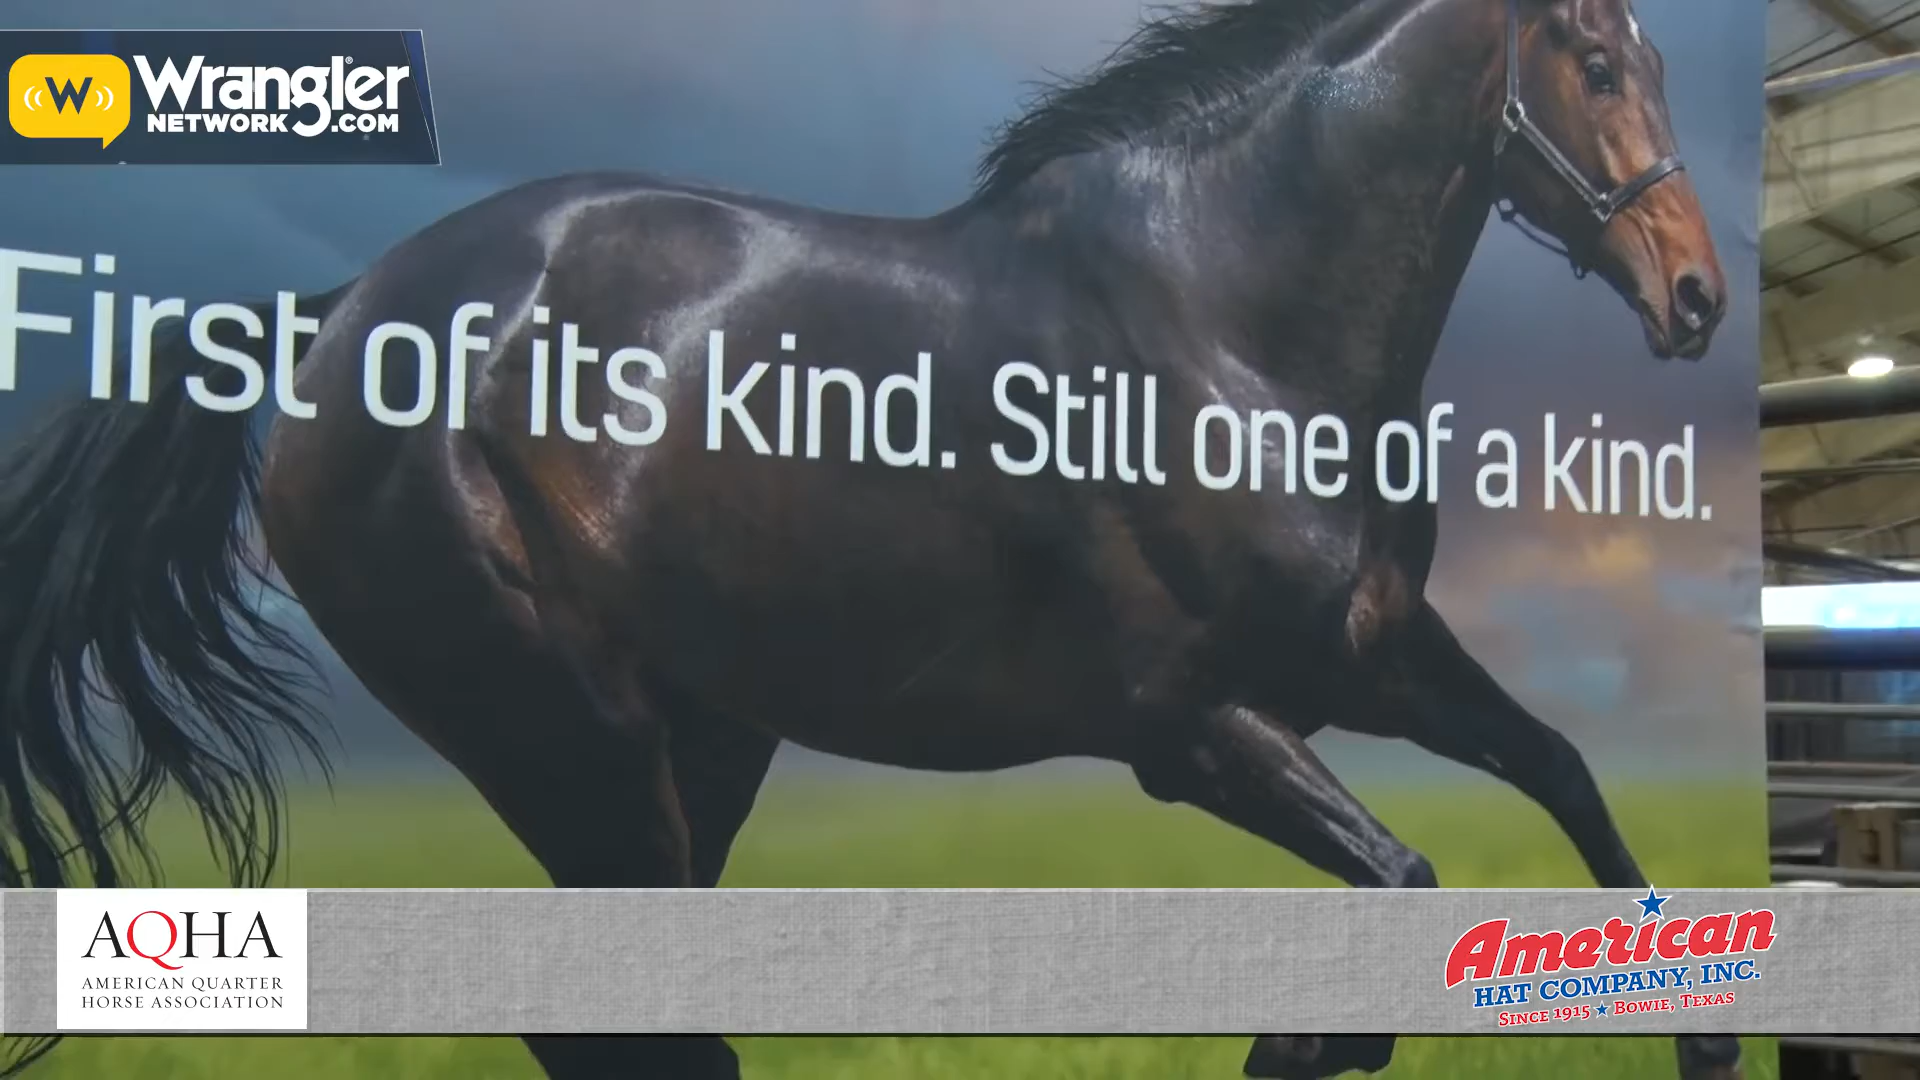 W
Wrangler
NETWORK.COM
First of its kind. Still one of a kind.
AQHA
AMERICAN QUARTER
HORSE ASSOCIATION
American
HAT COMPANY, INC.
SINCE 1915 ★ BOWIE, TEXAS